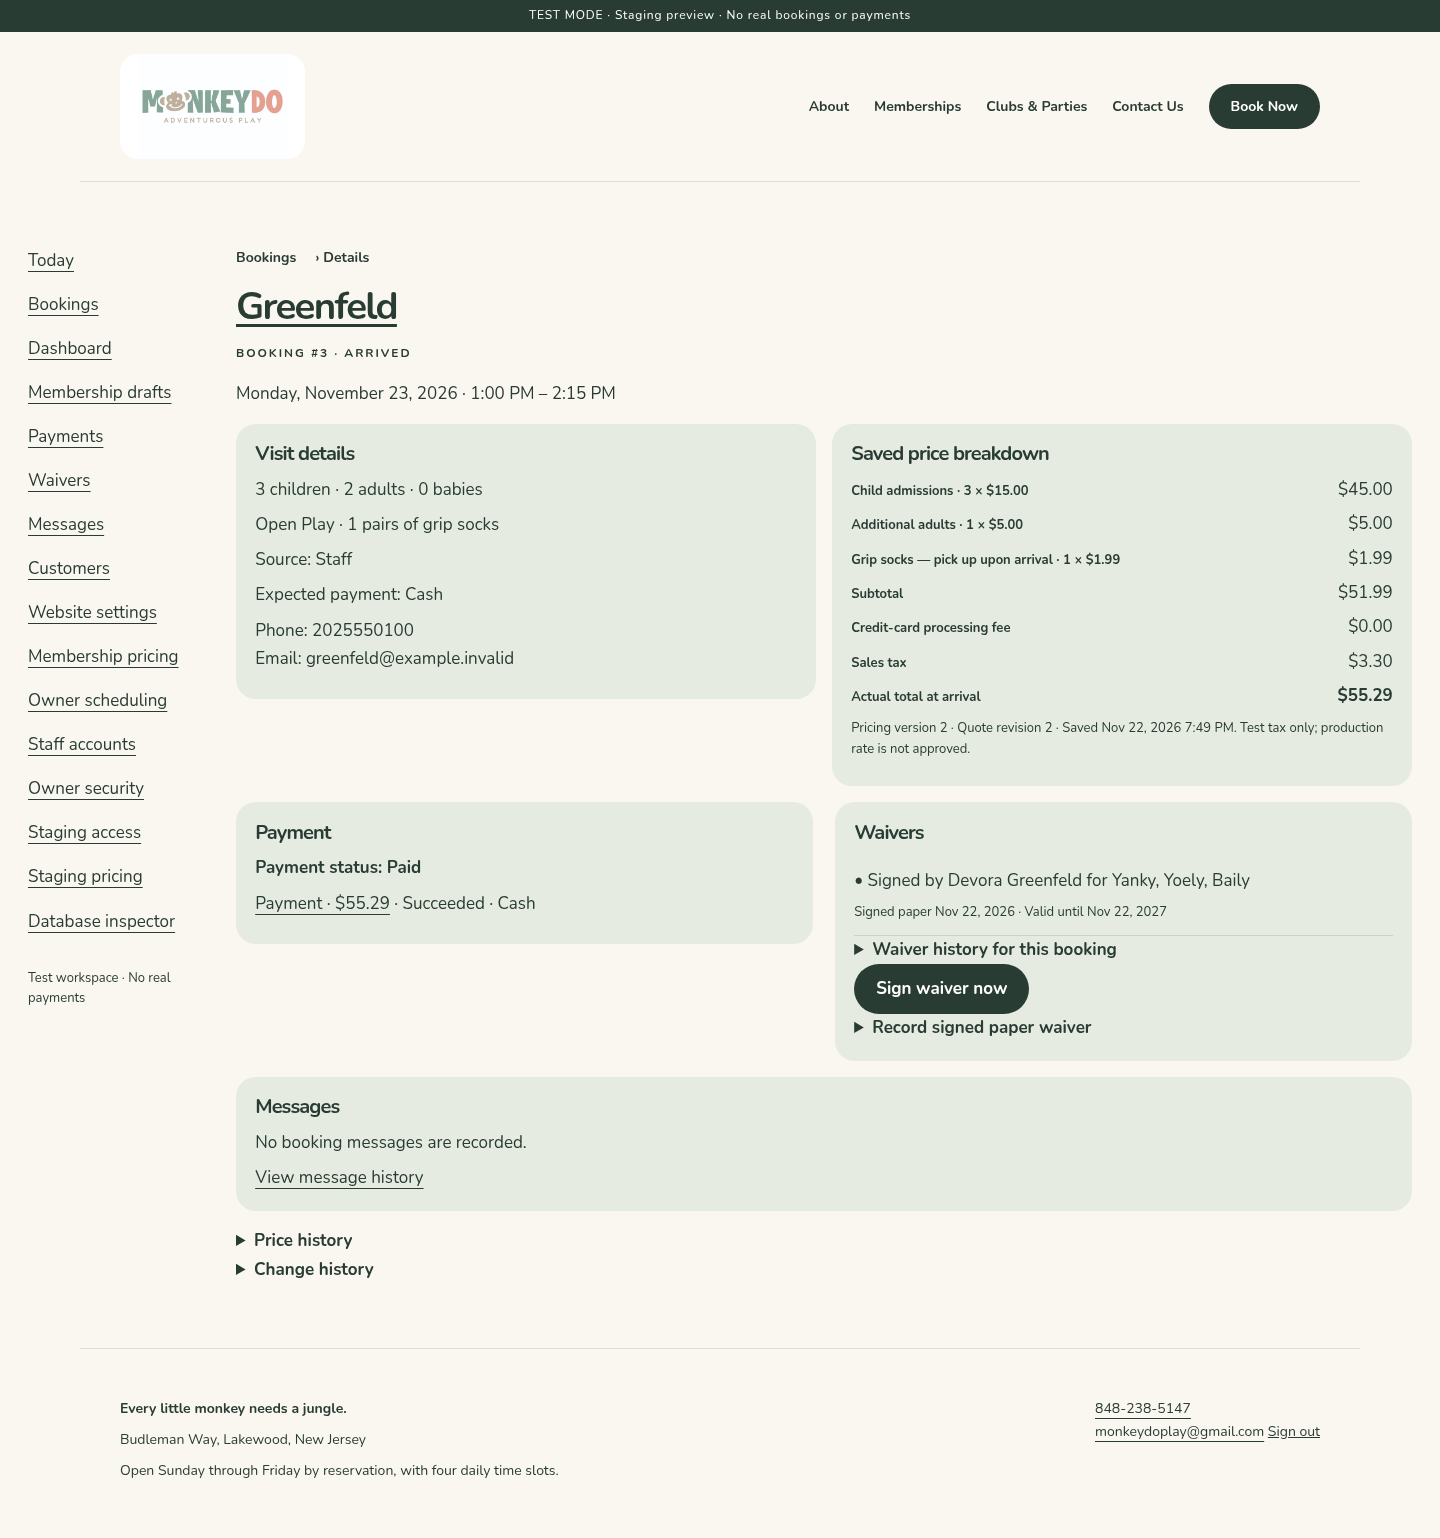 TEST MODE · Staging preview · No real bookings or payments
MONKEYDO
ADVENTUROUS PLAY
About Memberships Clubs & Parties Contact Us Book Now
Today
Bookings
Dashboard
Membership drafts
Payments
Waivers
Messages
Customers
Website settings
Membership pricing
Owner scheduling
Staff accounts
Owner security
Staging access
Staging pricing
Database inspector
Test workspace · No real
payments
Bookings › Details
Greenfeld
BOOKING #3 · ARRIVED
Monday, November 23, 2026 · 1:00 PM – 2:15 PM
Visit details
3 children · 2 adults · 0 babies
Open Play · 1 pairs of grip socks
Source: Staff
Expected payment: Cash
Phone: 2025550100
Email: greenfeld@example.invalid
Saved price breakdown
Child admissions · 3 × $15.00 $45.00
Additional adults · 1 × $5.00 $5.00
Grip socks — pick up upon arrival · 1 × $1.99 $1.99
Subtotal $51.99
Credit-card processing fee $0.00
Sales tax $3.30
Actual total at arrival $55.29
Pricing version 2 · Quote revision 2 · Saved Nov 22, 2026 7:49 PM. Test tax only; production
rate is not approved.
Payment
Payment status: Paid
Payment · $55.29 · Succeeded · Cash
Waivers
• Signed by Devora Greenfeld for Yanky, Yoely, Baily
Signed paper Nov 22, 2026 · Valid until Nov 22, 2027
▶ Waiver history for this booking
Sign waiver now
▶ Record signed paper waiver
Messages
No booking messages are recorded.
View message history
▶ Price history
▶ Change history
Every little monkey needs a jungle.
Budleman Way, Lakewood, New Jersey
Open Sunday through Friday by reservation, with four daily time slots.
848-238-5147
monkeydoplay@gmail.com Sign out